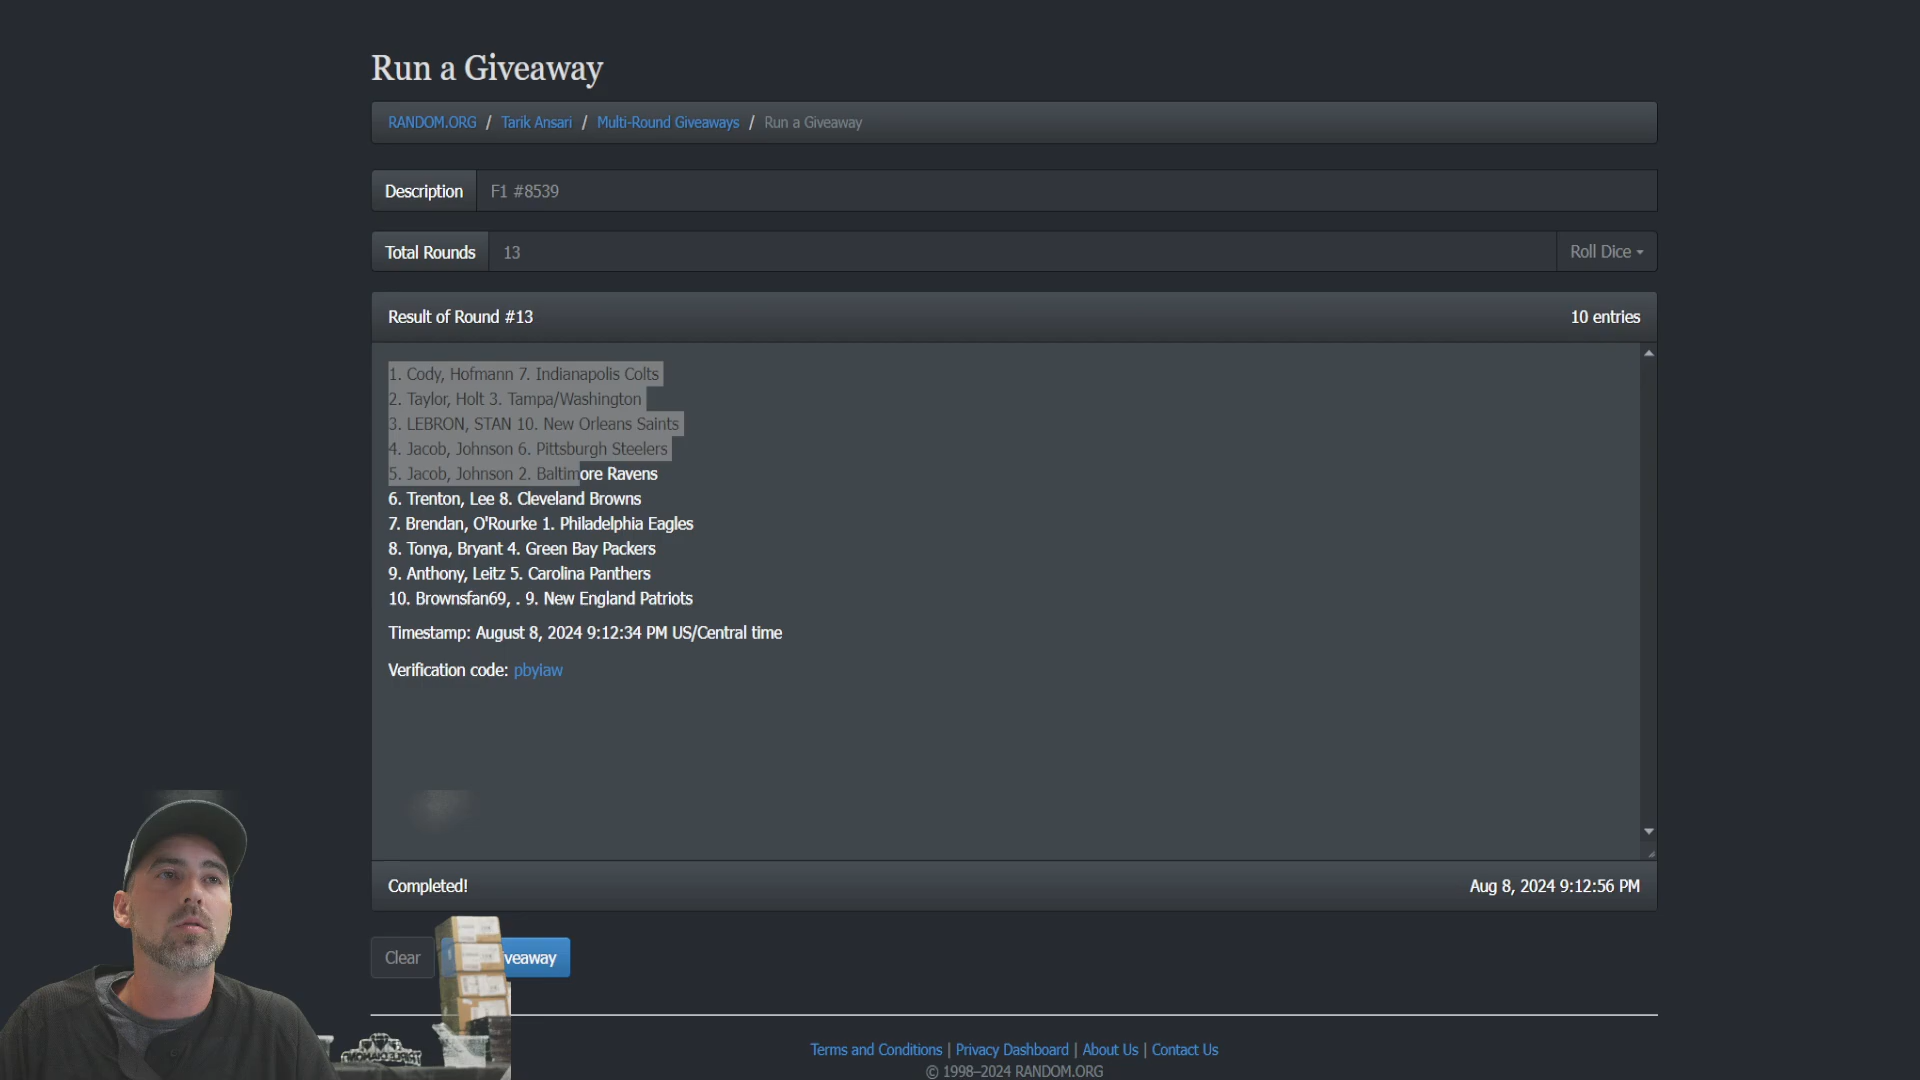 Run a Giveaway
RANDOM.ORG / Tarik Ansari / Multi-Round Giveaways / Run a Giveaway
Description F1 #8539
Total Rounds 13 Roll Dice
Result of Round #13 10 entries
1. Cody, Hofmann 7. Indianapolis Colts
2. Taylor, Holt 3. Tampa/Washington
3. LEBRON, STAN 10. New Orleans Saints
4. Jacob, Johnson 6. Pittsburgh Steelers
5. Jacob, Johnson 2. Baltimore Ravens
6. Trenton, Lee 8. Cleveland Browns
7. Brendan, O'Rourke 1. Philadelphia Eagles
8. Tonya, Bryant 4. Green Bay Packers
9. Anthony, Leitz 5. Carolina Panthers
10. Brownsfan69, . 9. New England Patriots
Timestamp: August 8, 2024 9:12:34 PM US/Central time
Verification code: pbyiaw
Completed! Aug 8, 2024 9:12:56 PM
Clear veaway
Terms and Conditions | Privacy Dashboard | About Us | Contact Us
© 1998–2024 RANDOM.ORG